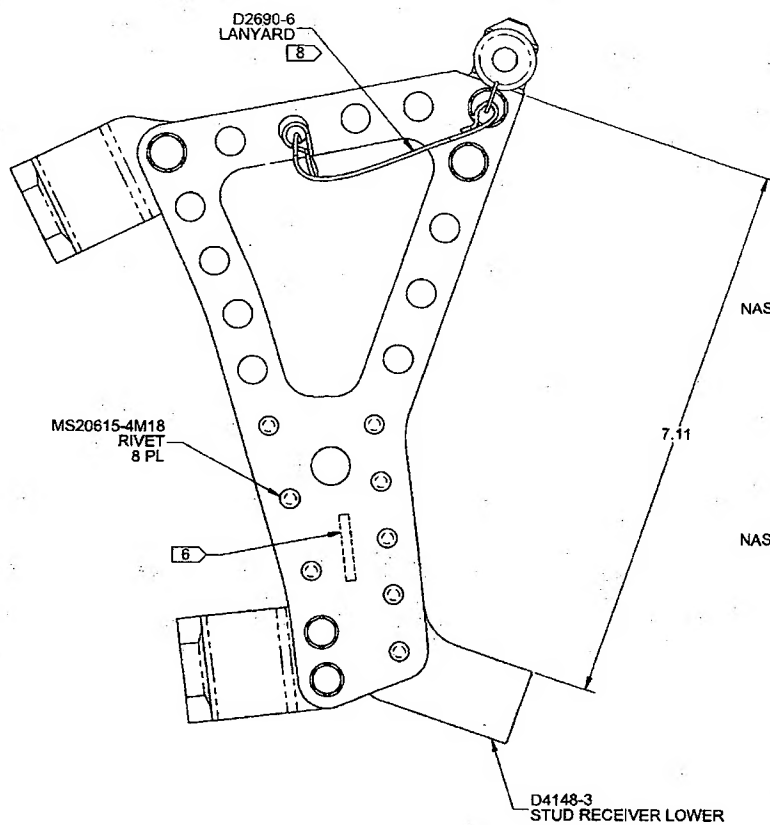 D2690-6
LANYARD
8
NAS
MS20615-4M18
RIVET
8 PL
7.11
6
NAS
D4148-3
STUD RECEIVER LOWER